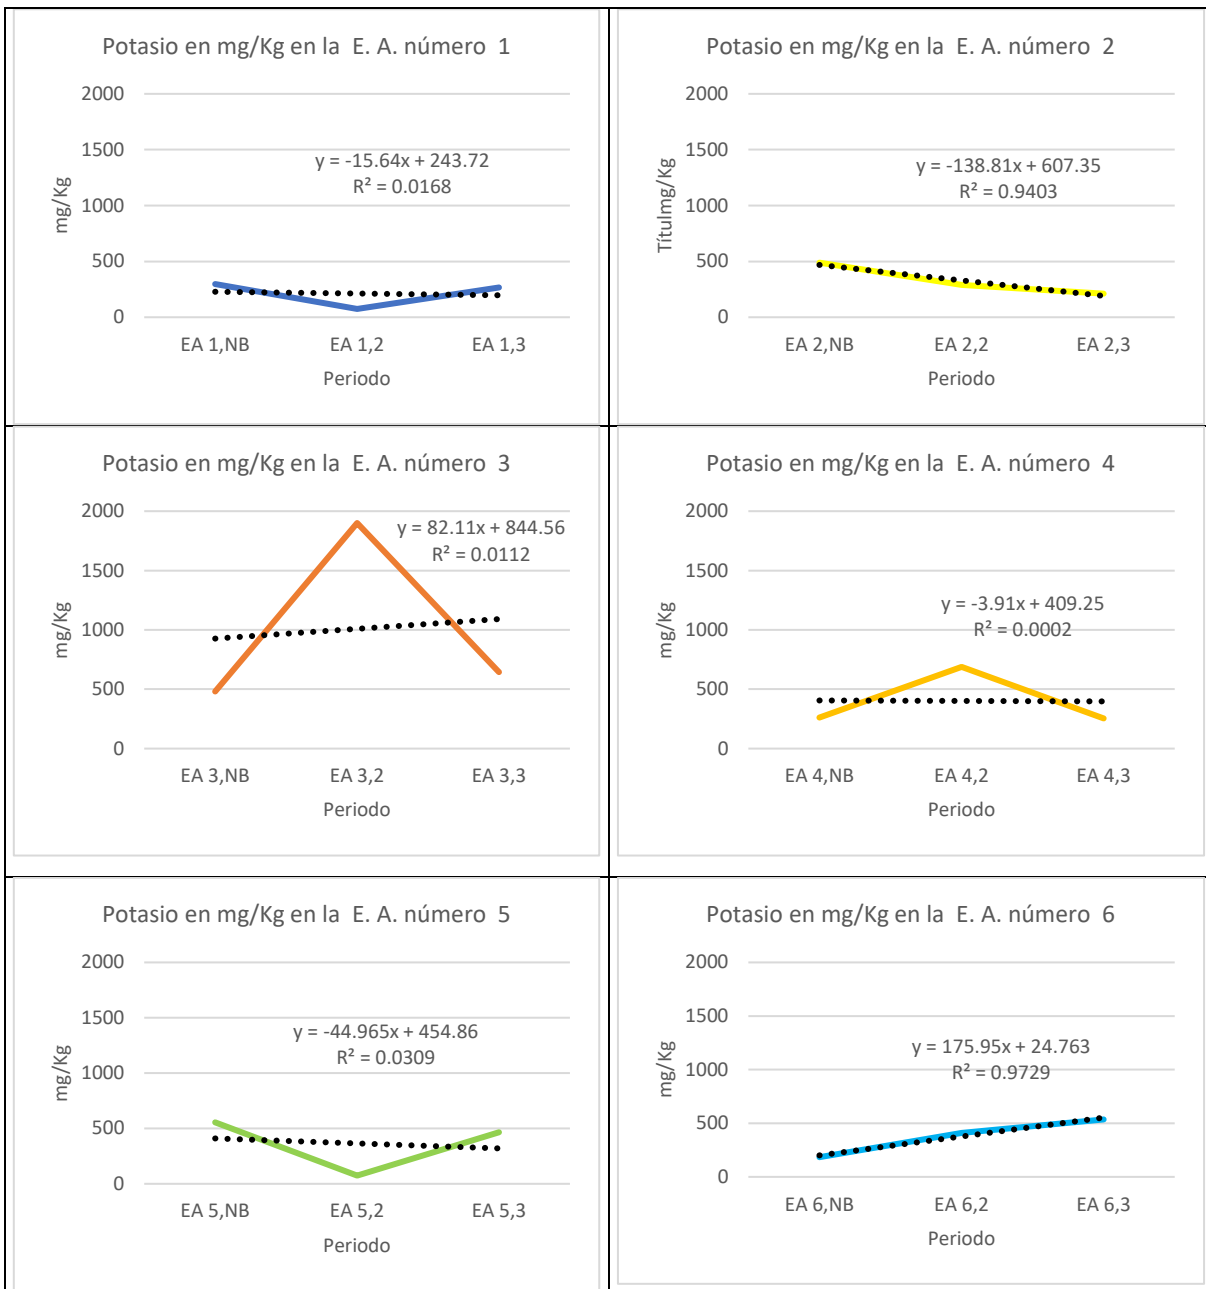 Potasio en mg/Kg en la E. A. número 1
2000
1500
1000
500
0
mg/Kg
y = -15.64x + 243.72
R² = 0.0168
EA 1,NB EA 1,2 EA 1,3
Periodo
Potasio en mg/Kg en la E. A. número 2
2000
1500
1000
500
0
Títulmg/Kg
y = -138.81x + 607.35
R² = 0.9403
EA 2,NB EA 2,2 EA 2,3
Periodo
Potasio en mg/Kg en la E. A. número 3
2000
1500
1000
500
0
mg/Kg
y = 82.11x + 844.56
R² = 0.0112
EA 3,NB EA 3,2 EA 3,3
Periodo
Potasio en mg/Kg en la E. A. número 4
2000
1500
1000
500
0
mg/Kg
y = -3.91x + 409.25
R² = 0.0002
EA 4,NB EA 4,2 EA 4,3
Periodo
Potasio en mg/Kg en la E. A. número 5
2000
1500
1000
500
0
mg/Kg
y = -44.965x + 454.86
R² = 0.0309
EA 5,NB EA 5,2 EA 5,3
Periodo
Potasio en mg/Kg en la E. A. número 6
2000
1500
1000
500
0
mg/Kg
y = 175.95x + 24.763
R² = 0.9729
EA 6,NB EA 6,2 EA 6,3
Periodo